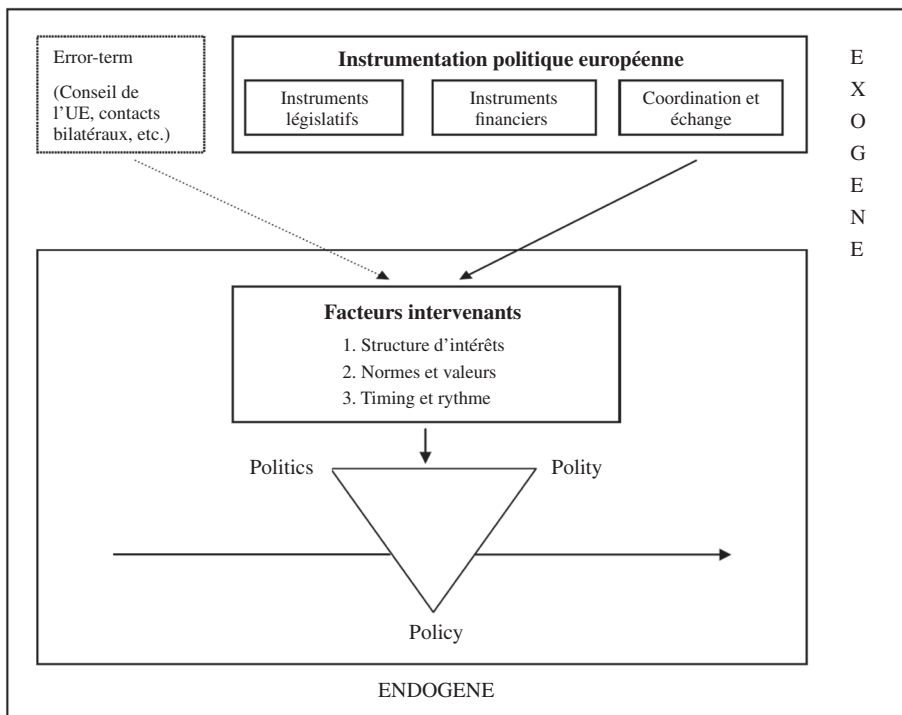 Error-term
(Conseil de
l’UE, contacts
bilatéraux, etc.)
Instrumentation politique européenne
Instruments
législatifs
Instruments
financiers
Coordination et
échange
E
X
O
G
E
N
E
Facteurs intervenants
1. Structure d’intérêts
2. Normes et valeurs
3. Timing et rythme
Politics
Polity
Policy
ENDOGENE